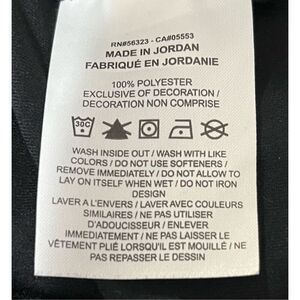 RN#56323 - CA#05553
MADE IN JORDAN
FABRIQUÉ EN JORDANIE
100% POLYESTER
EXCLUSIVE OF DECORATION /
DECORATION NON COMPRISE
30C
WASH INSIDE OUT / WASH WITH LIKE
COLORS / DO NOT USE SOFTENERS /
REMOVE IMMEDIATELY / DO NOT ALLOW TO
LAY ON ITSELF WHEN WET / DO NOT IRON
DESIGN
LAVER A L'ENVERS / LAVER AVEC COULEURS
SIMILAIRES / NE PAS UTILISER
D'ADOUCISSEUR / ENLEVER
IMMEDIATEMENT / NE PAS LAISSER LE
VÊTEMENT PLIÉ LORSQU'IL EST MOUILLÉ / NE
PAS REPASSER LE DESSIN